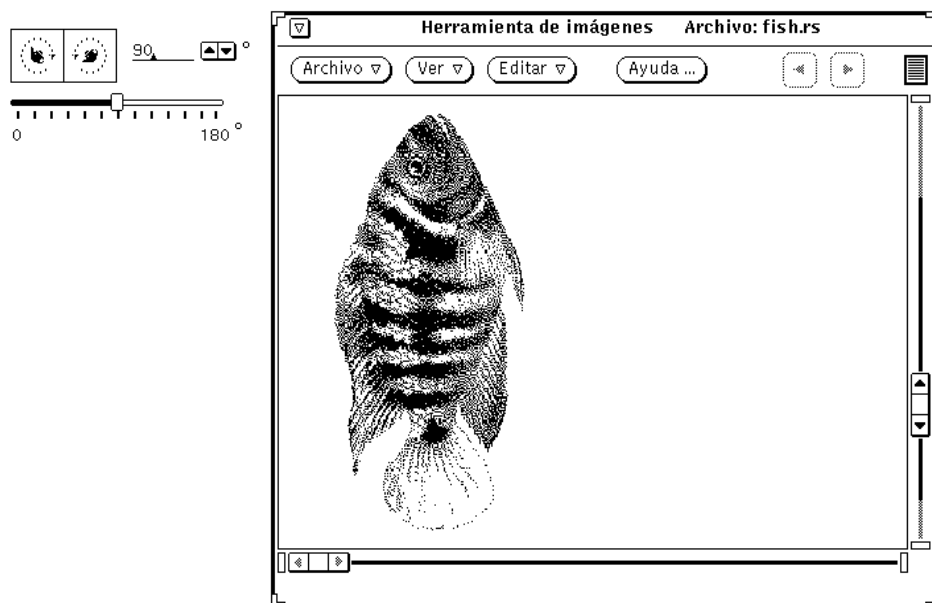 Herramienta de imágenes Archivo: fish.rs
90 °
Archivo Ver Editar Ayuda ...
0 180 °